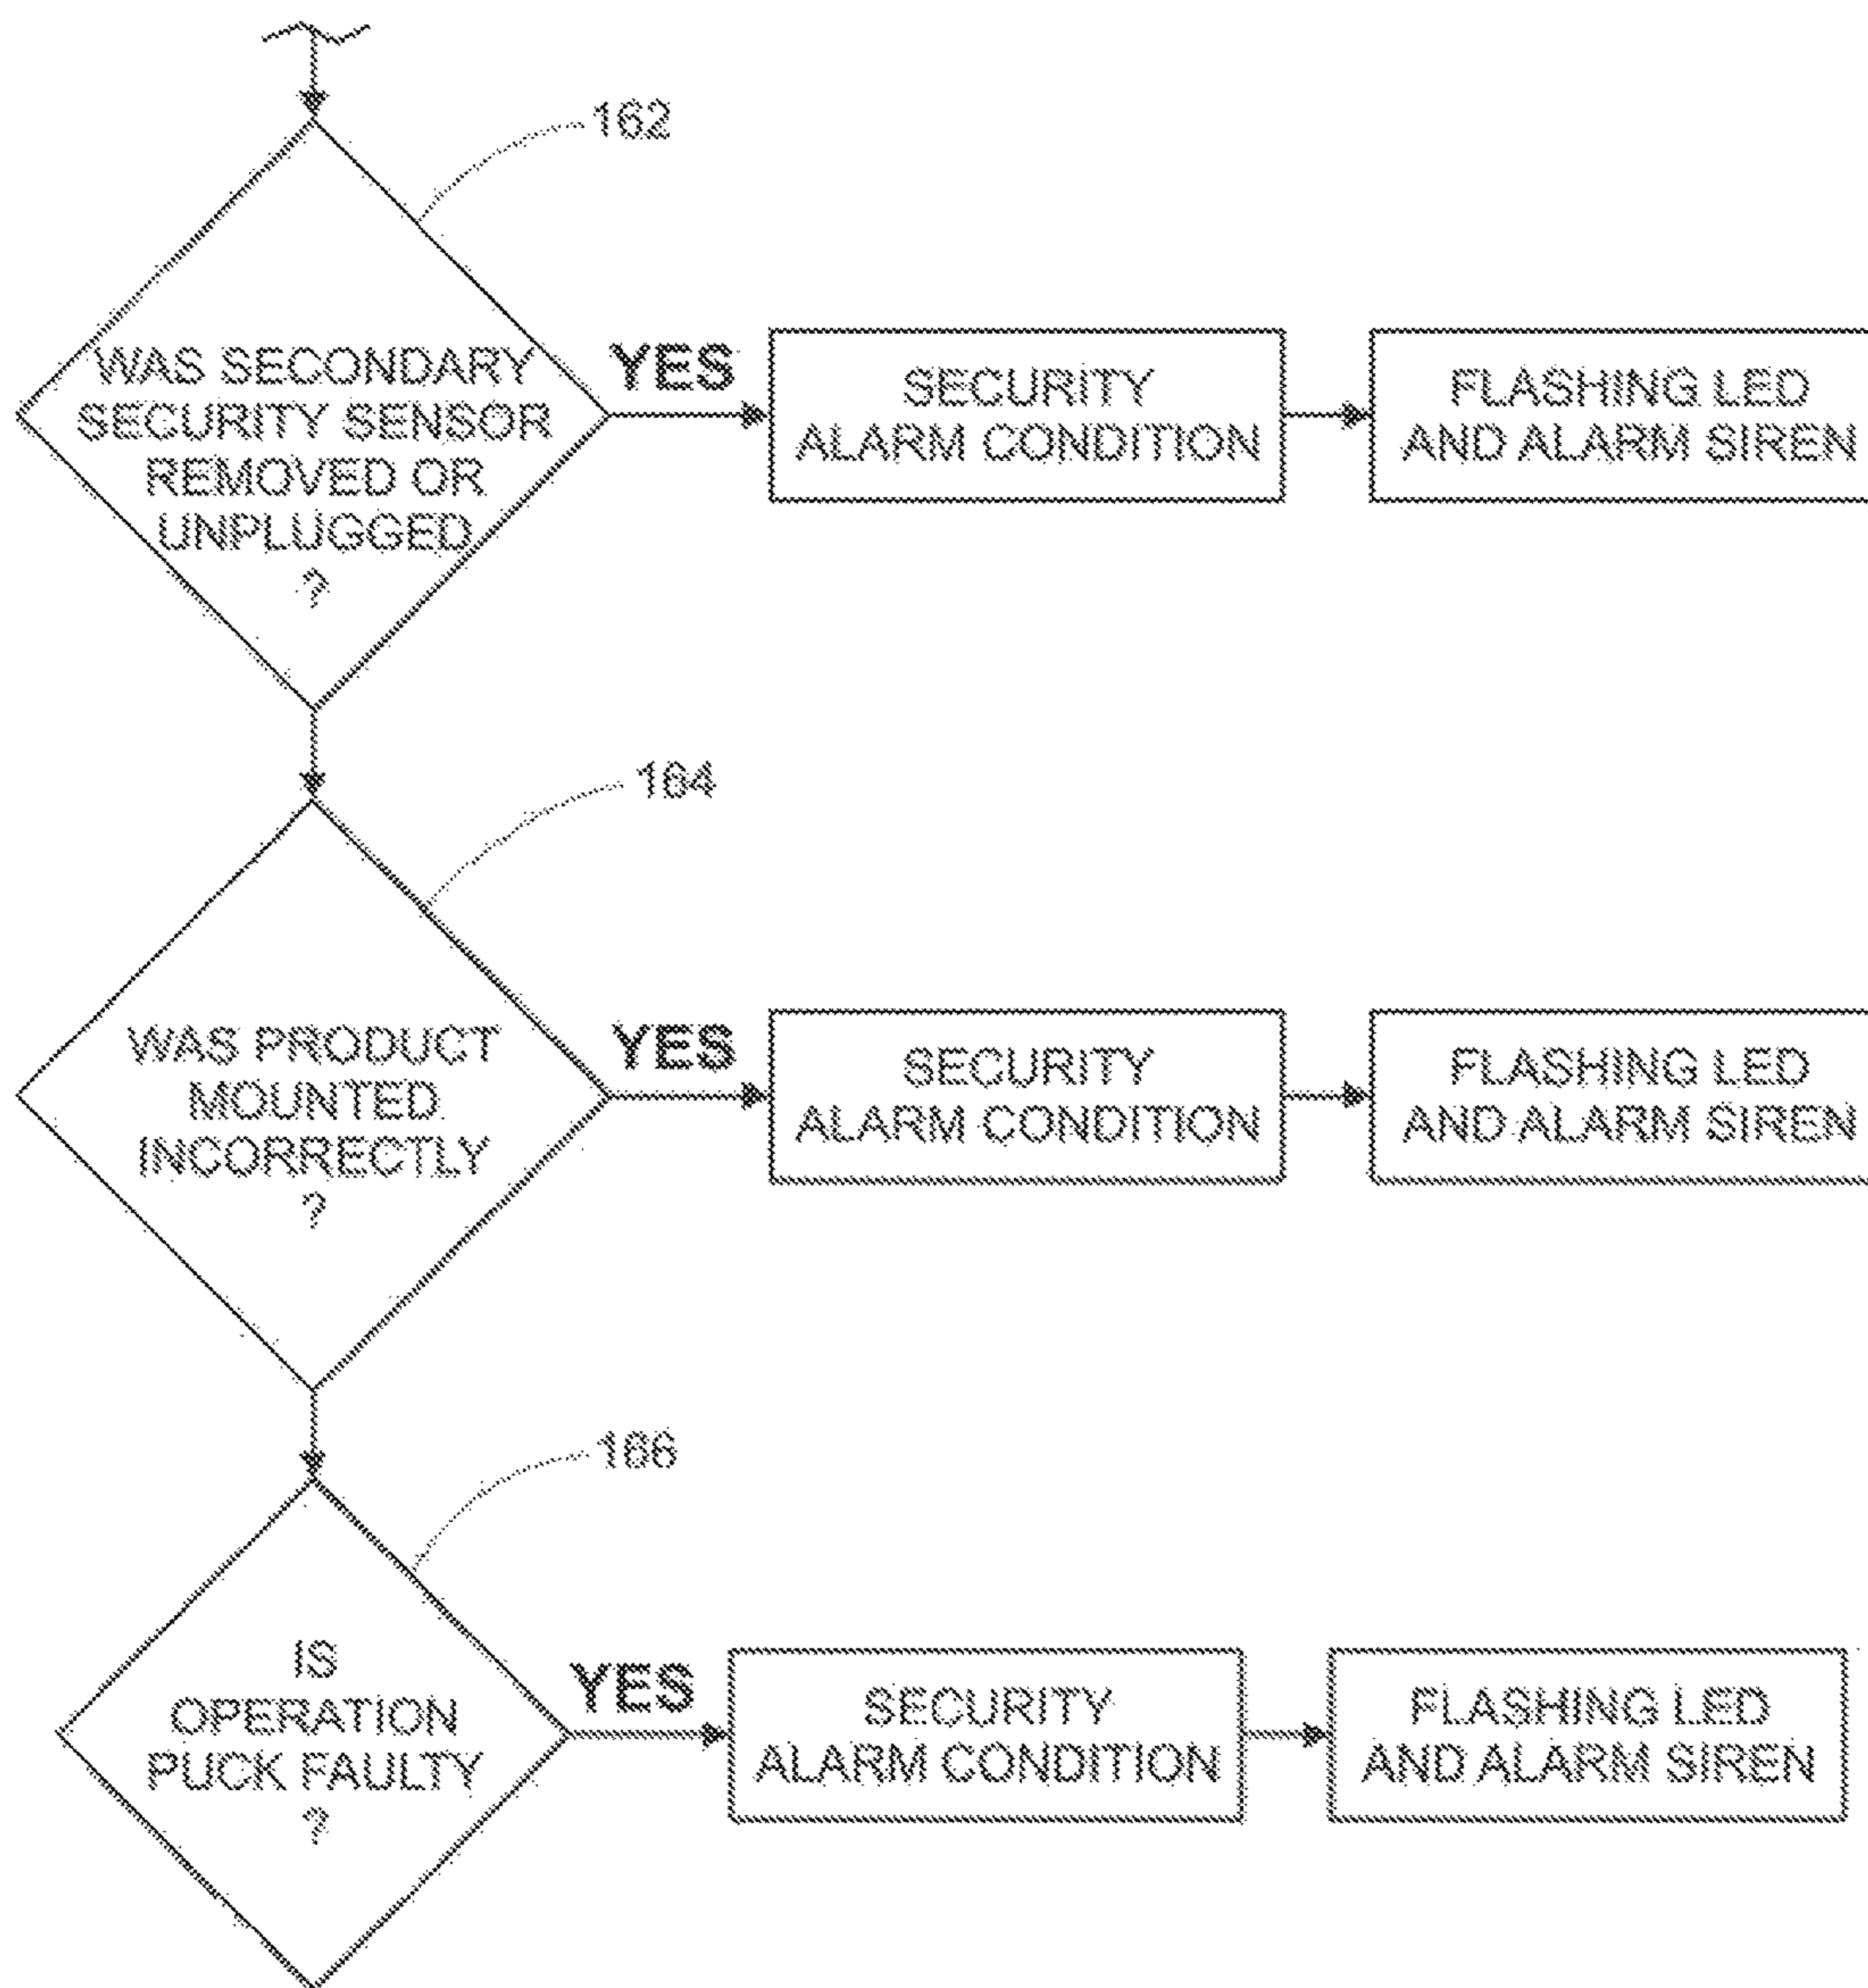 162
WAS SECONDARY
SECURITY SENSOR
REMOVED OR
UNPLUGGED
?
YES
SECURITY
ALARM CONDITION
FLASHING LED
AND ALARM SIREN
164
WAS PRODUCT
MOUNTED
INCORRECTLY
?
YES
SECURITY
ALARM CONDITION
FLASHING LED
AND ALARM SIREN
166
IS
OPERATION
PUCK FAULTY
?
YES
SECURITY
ALARM CONDITION
FLASHING LED
AND ALARM SIREN